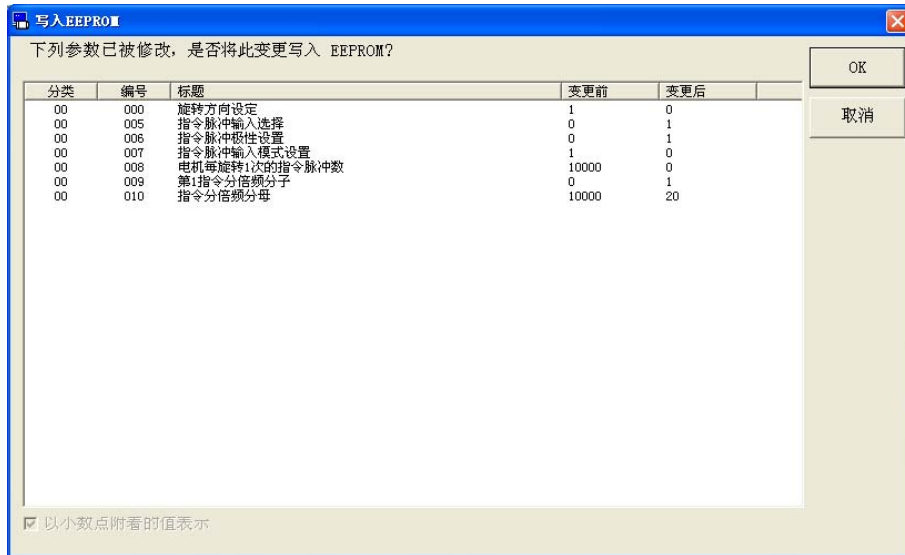 写入EEPROM
下列参数已被修改，是否将此变更写入 EEPROM?
OK
取消
分类 编号 标题 变更前 变更后
00 000 旋转方向设定 1 0
00 005 指令脉冲输入选择 0 1
00 006 指令脉冲极性设置 0 1
00 007 指令脉冲输入模式设置 1 0
00 008 电机每旋转1次的指令脉冲数 10000 0
00 009 第1指令分倍频分子 0 1
00 010 指令分倍频分母 10000 20
以小数点附着的值表示